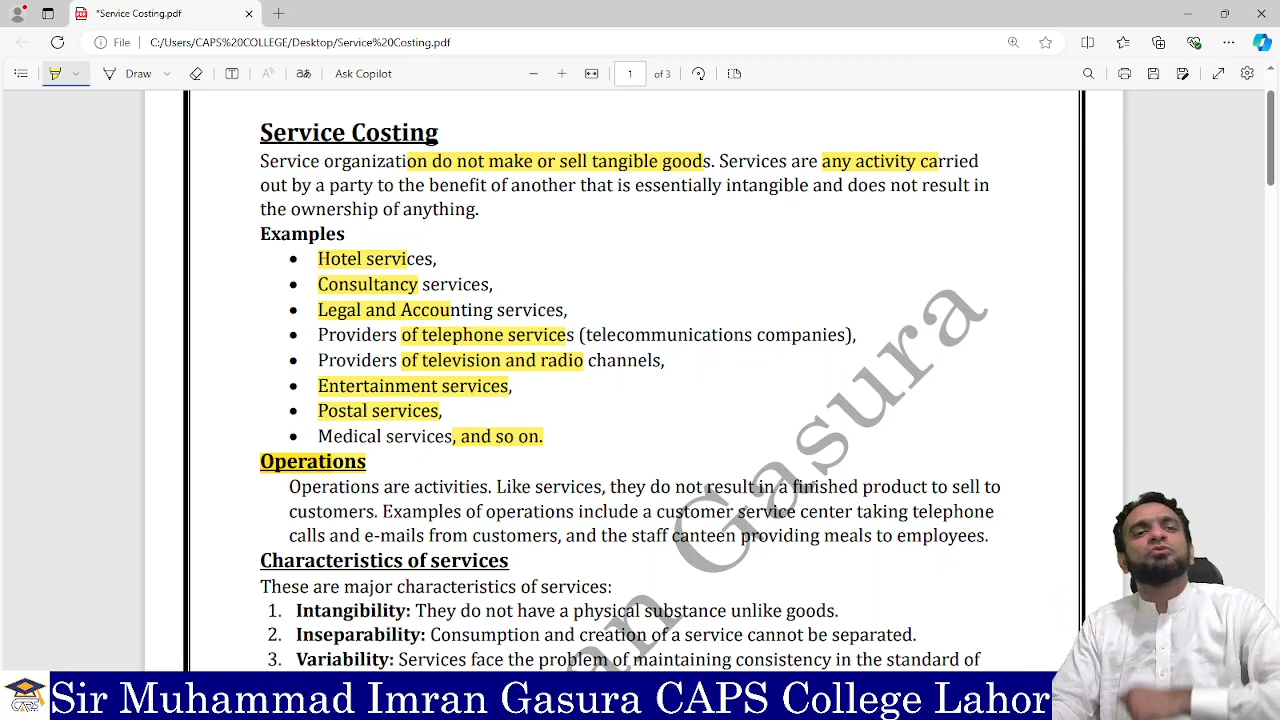 *Service Costing.pdf
File
C:/Users/CAPS%20COLLEGE/Desktop/Service%20Costing.pdf
Draw
Ask Copilot
1 of 3
Service Costing
Service organization do not make or sell tangible goods. Services are any activity carried
out by a party to the benefit of another that is essentially intangible and does not result in
the ownership of anything.
Examples
• Hotel services,
• Consultancy services,
• Legal and Accounting services,
• Providers of telephone services (telecommunications companies),
• Providers of television and radio channels,
• Entertainment services,
• Postal services,
• Medical services, and so on.
Operations
Operations are activities. Like services, they do not result in a finished product to sell to
customers. Examples of operations include a customer service center taking telephone
calls and e-mails from customers, and the staff canteen providing meals to employees.
Characteristics of services
These are major characteristics of services:
1. Intangibility: They do not have a physical substance unlike goods.
2. Inseparability: Consumption and creation of a service cannot be separated.
3. Variability: Services face the problem of maintaining consistency in the standard of
Gasura
Sir Muhammad Imran Gasura CAPS College Lahor